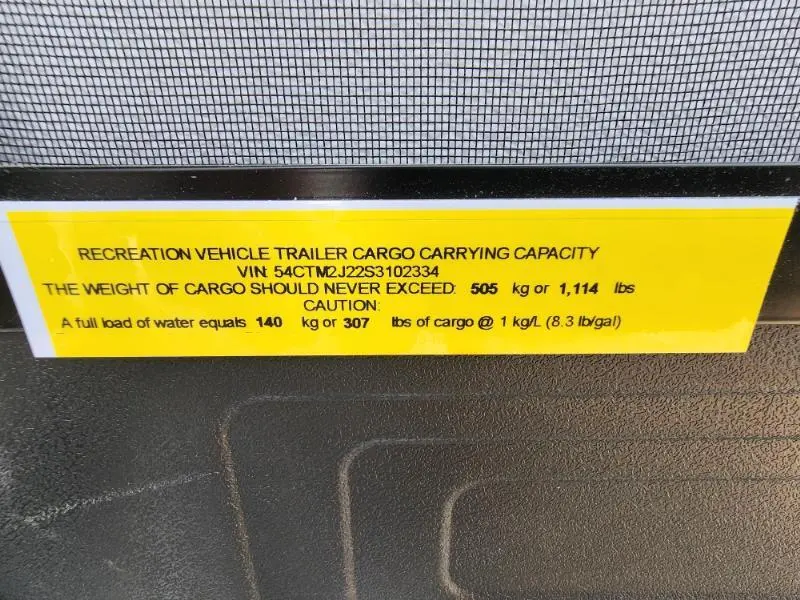 RECREATION VEHICLE TRAILER CARGO CARRYING CAPACITY
VIN: 54CTM2J22S3102334
THE WEIGHT OF CARGO SHOULD NEVER EXCEED: 505 kg or 1,114 lbs
CAUTION:
A full load of water equals 140 kg or 307 lbs of cargo @ 1 kg/L (8.3 lb/gal)